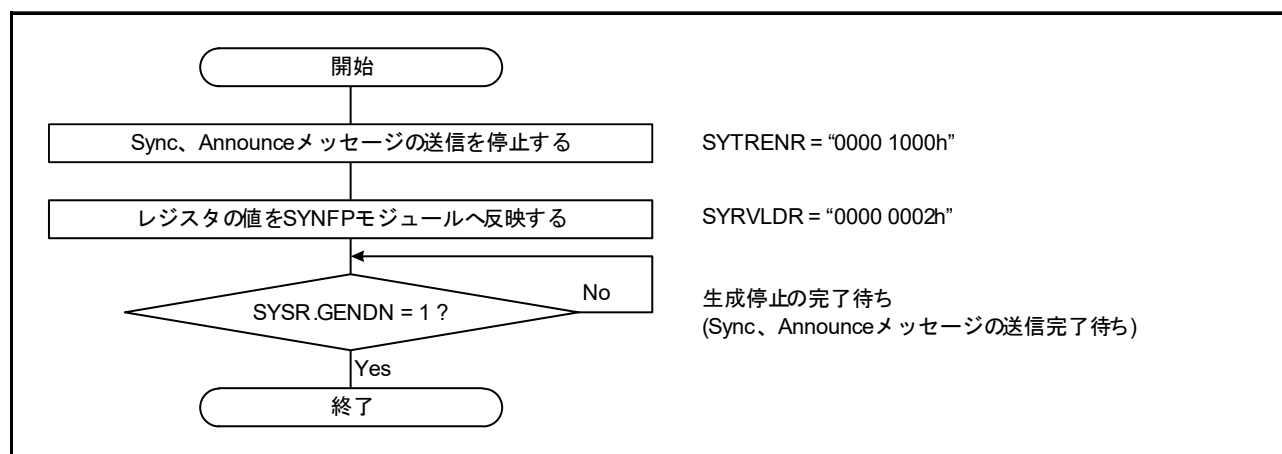 開始
Sync、Announceメッセージの送信を停止する
SYTRENR = “0000 1000h”
レジスタの値をSYNFPモジュールへ反映する
SYRVLDR = “0000 0002h”
SYSR.GENDN = 1 ?
No
生成停止の完了待ち
(Sync、Announceメッセージの送信完了待ち)
Yes
終了